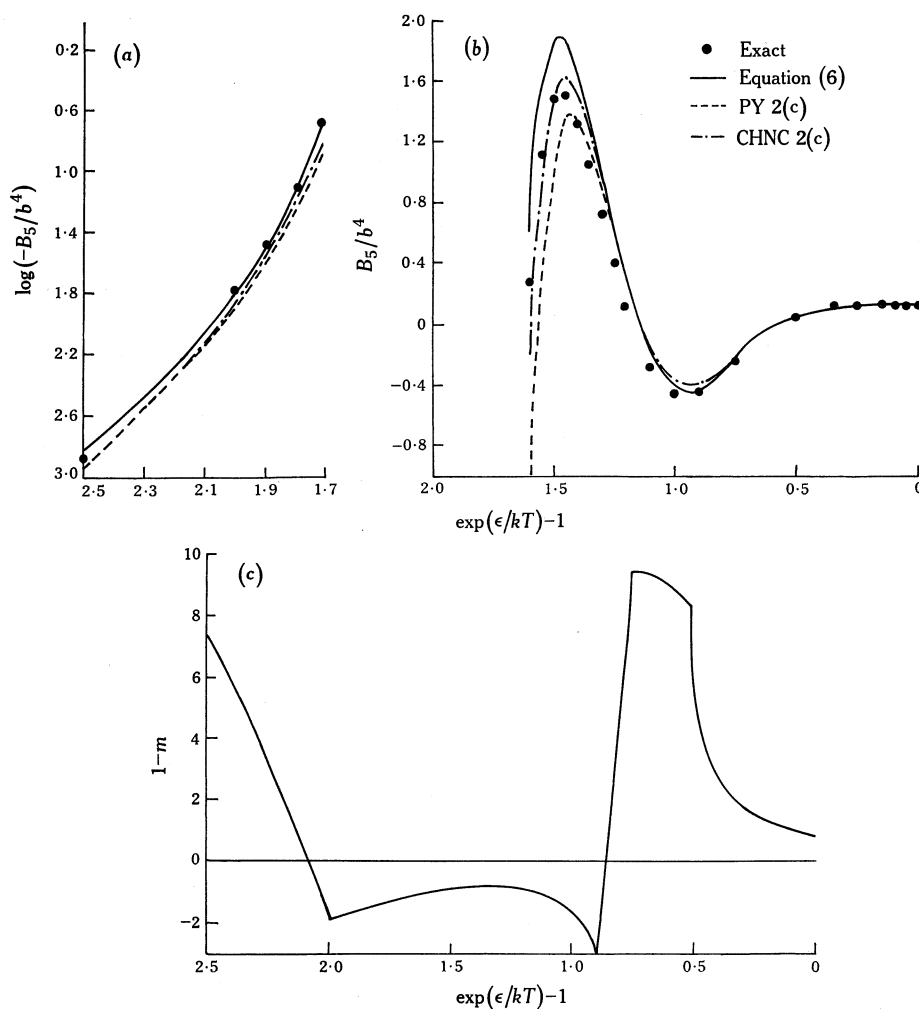 (a)
0·2
0·6
1·0
1·4
1·8
2·2
2·6
3·0
log(−B5/b4)
2·5 2·3 2·1 1·9 1·7
(b)
2·0
1·6
1·2
0·8
0·4
0
−0·4
−0·8
B5/b4
2·0 1·5 1·0 0·5 0
Exact
Equation (6)
PY 2(c)
CHNC 2(c)
exp(ϵ/kT)−1
(c)
10
8
6
4
2
0
−2
1−m
2·5 2·0 1·5 1·0 0·5 0
exp(ϵ/kT)−1